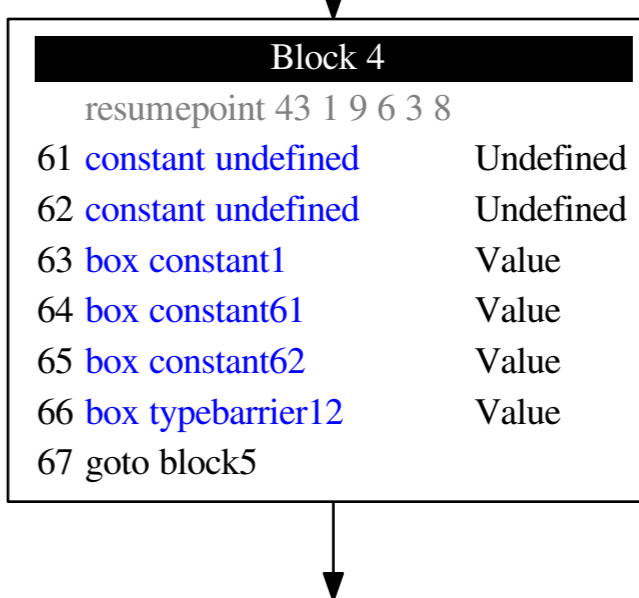 Block 4
resumepoint 43 1 9 6 3 8
61 constant undefined Undefined
62 constant undefined Undefined
63 box constant1 Value
64 box constant61 Value
65 box constant62 Value
66 box typebarrier12 Value
67 goto block5